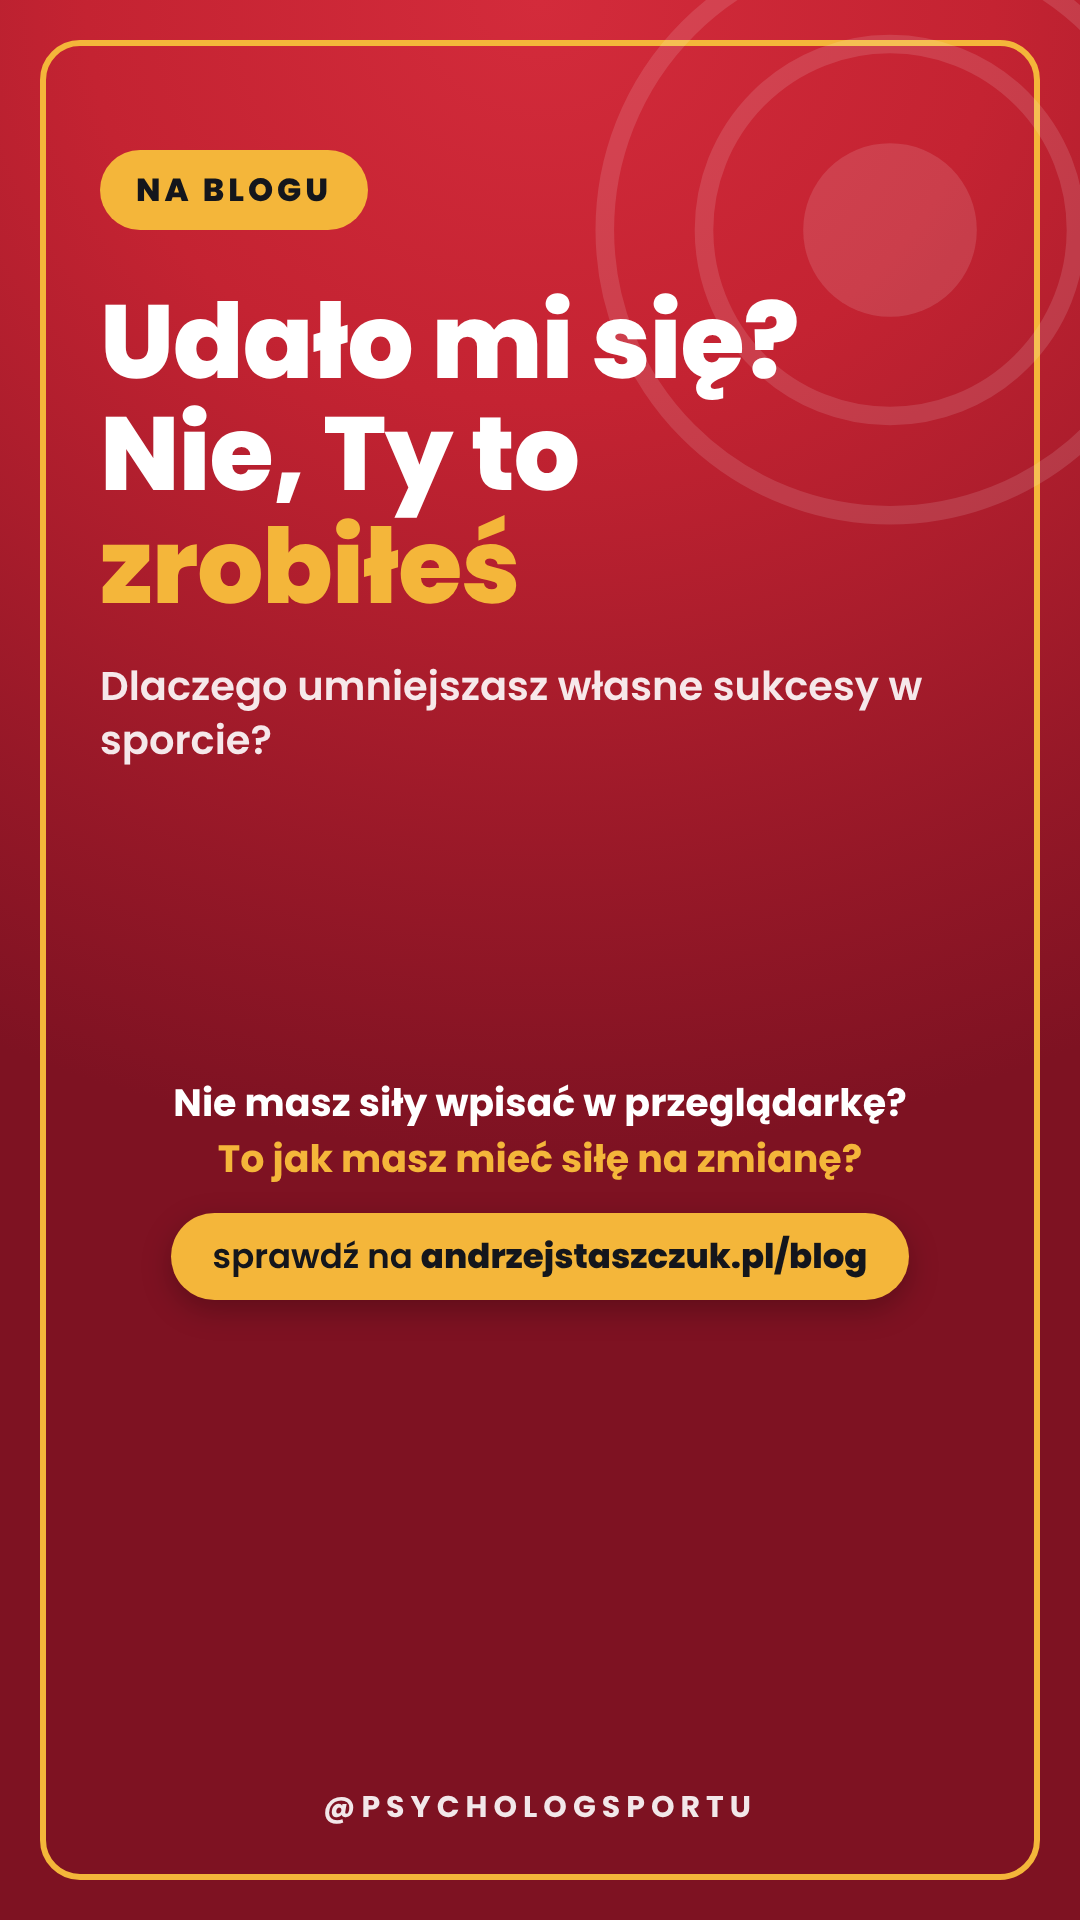 NA BLOGU
Udało mi się?
Nie, Ty to
zrobiłeś
Dlaczego umniejszasz własne sukcesy w
sporcie?
Nie masz siły wpisać w przeglądarkę?
To jak masz mieć siłę na zmianę?
sprawdź na andrzejstaszczuk.pl/blog
@PSYCHOLOGSPORTU